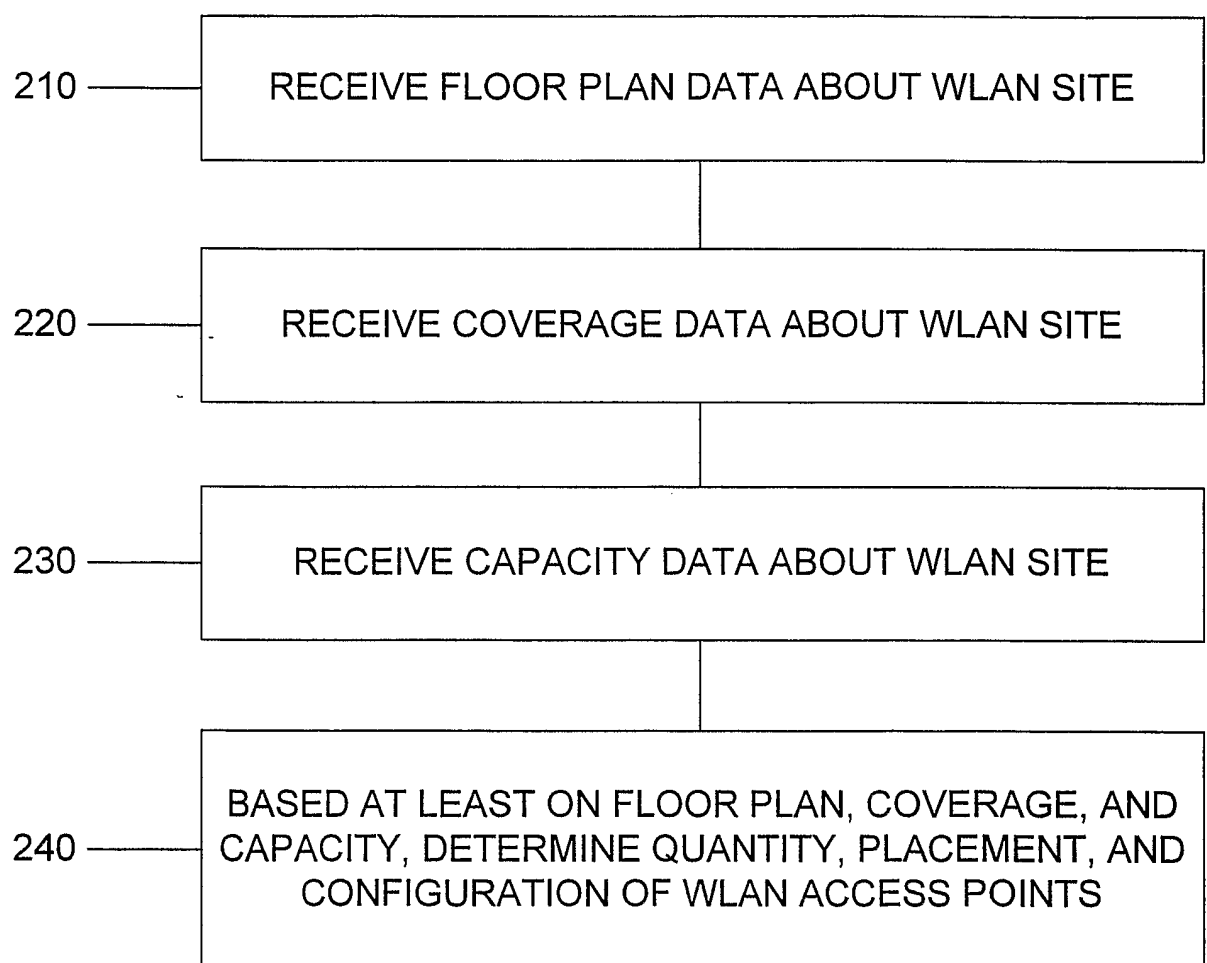 210
RECEIVE FLOOR PLAN DATA ABOUT WLAN SITE
220
RECEIVE COVERAGE DATA ABOUT WLAN SITE
230
RECEIVE CAPACITY DATA ABOUT WLAN SITE
240
BASED AT LEAST ON FLOOR PLAN, COVERAGE, AND
CAPACITY, DETERMINE QUANTITY, PLACEMENT, AND
CONFIGURATION OF WLAN ACCESS POINTS